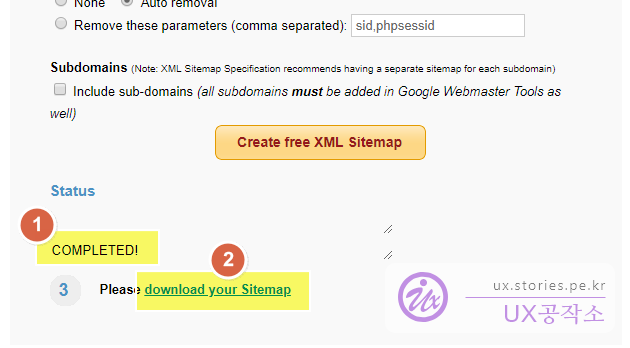 None Auto removal
Remove these parameters (comma separated): sid,phpsessid
Subdomains (Note: XML Sitemap Specification recommends having a separate sitemap for each subdomain)
Include sub-domains (all subdomains must be added in Google Webmaster Tools as
well)
Create free XML Sitemap
Status
1
COMPLETED!
2
3 Please download your Sitemap
Ux
ux.stories.pe.kr
UX공작소